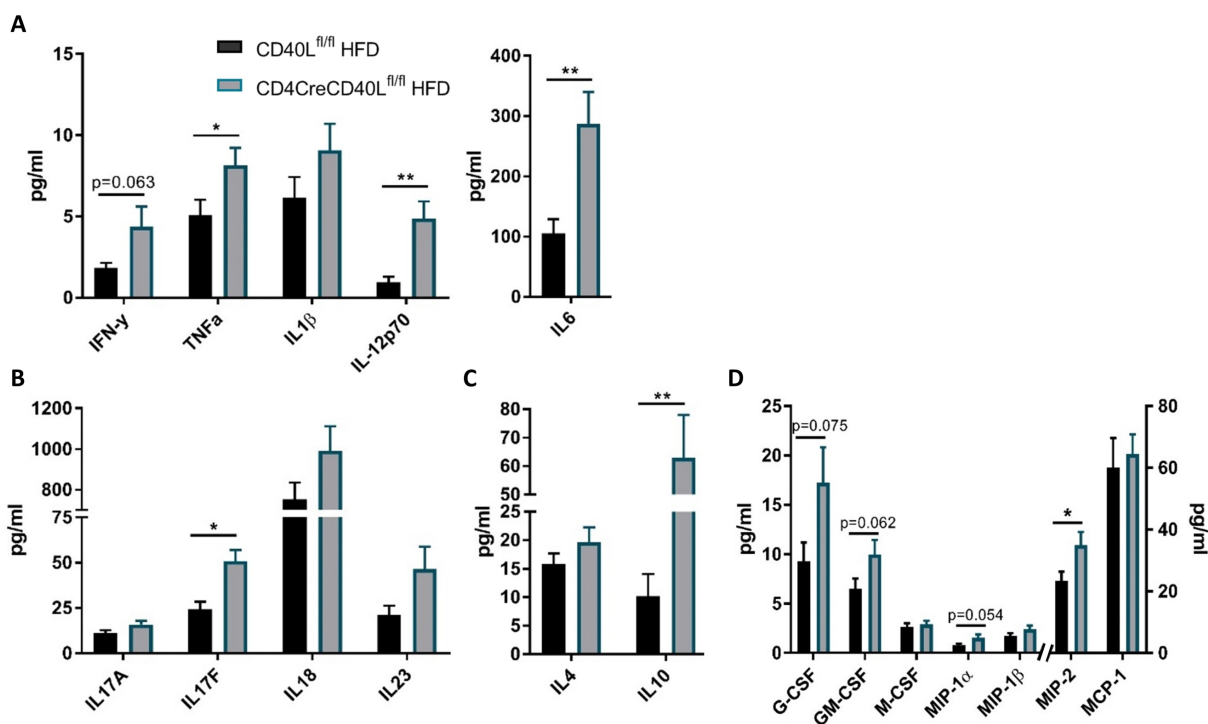 A
CD40L^fl/fl HFD
CD4CreCD40L^fl/fl HFD
pg/ml
15
10
5
0
p=0.063
*
**
IFN-y
TNFa
IL1β
IL-12p70
pg/ml
400
300
200
100
0
**
IL6
B
pg/ml
1200
1000
800
600
75
50
25
0
*
IL17A
IL17F
IL18
IL23
C
pg/ml
80
70
60
50
25
20
15
10
5
0
**
IL4
IL10
D
pg/ml
25
20
15
10
5
0
p=0.075
p=0.062
p=0.054
*
80
60
40
20
0
pg/ml
G-CSF
GM-CSF
M-CSF
MIP-1α
MIP-1β
//
MIP-2
MCP-1